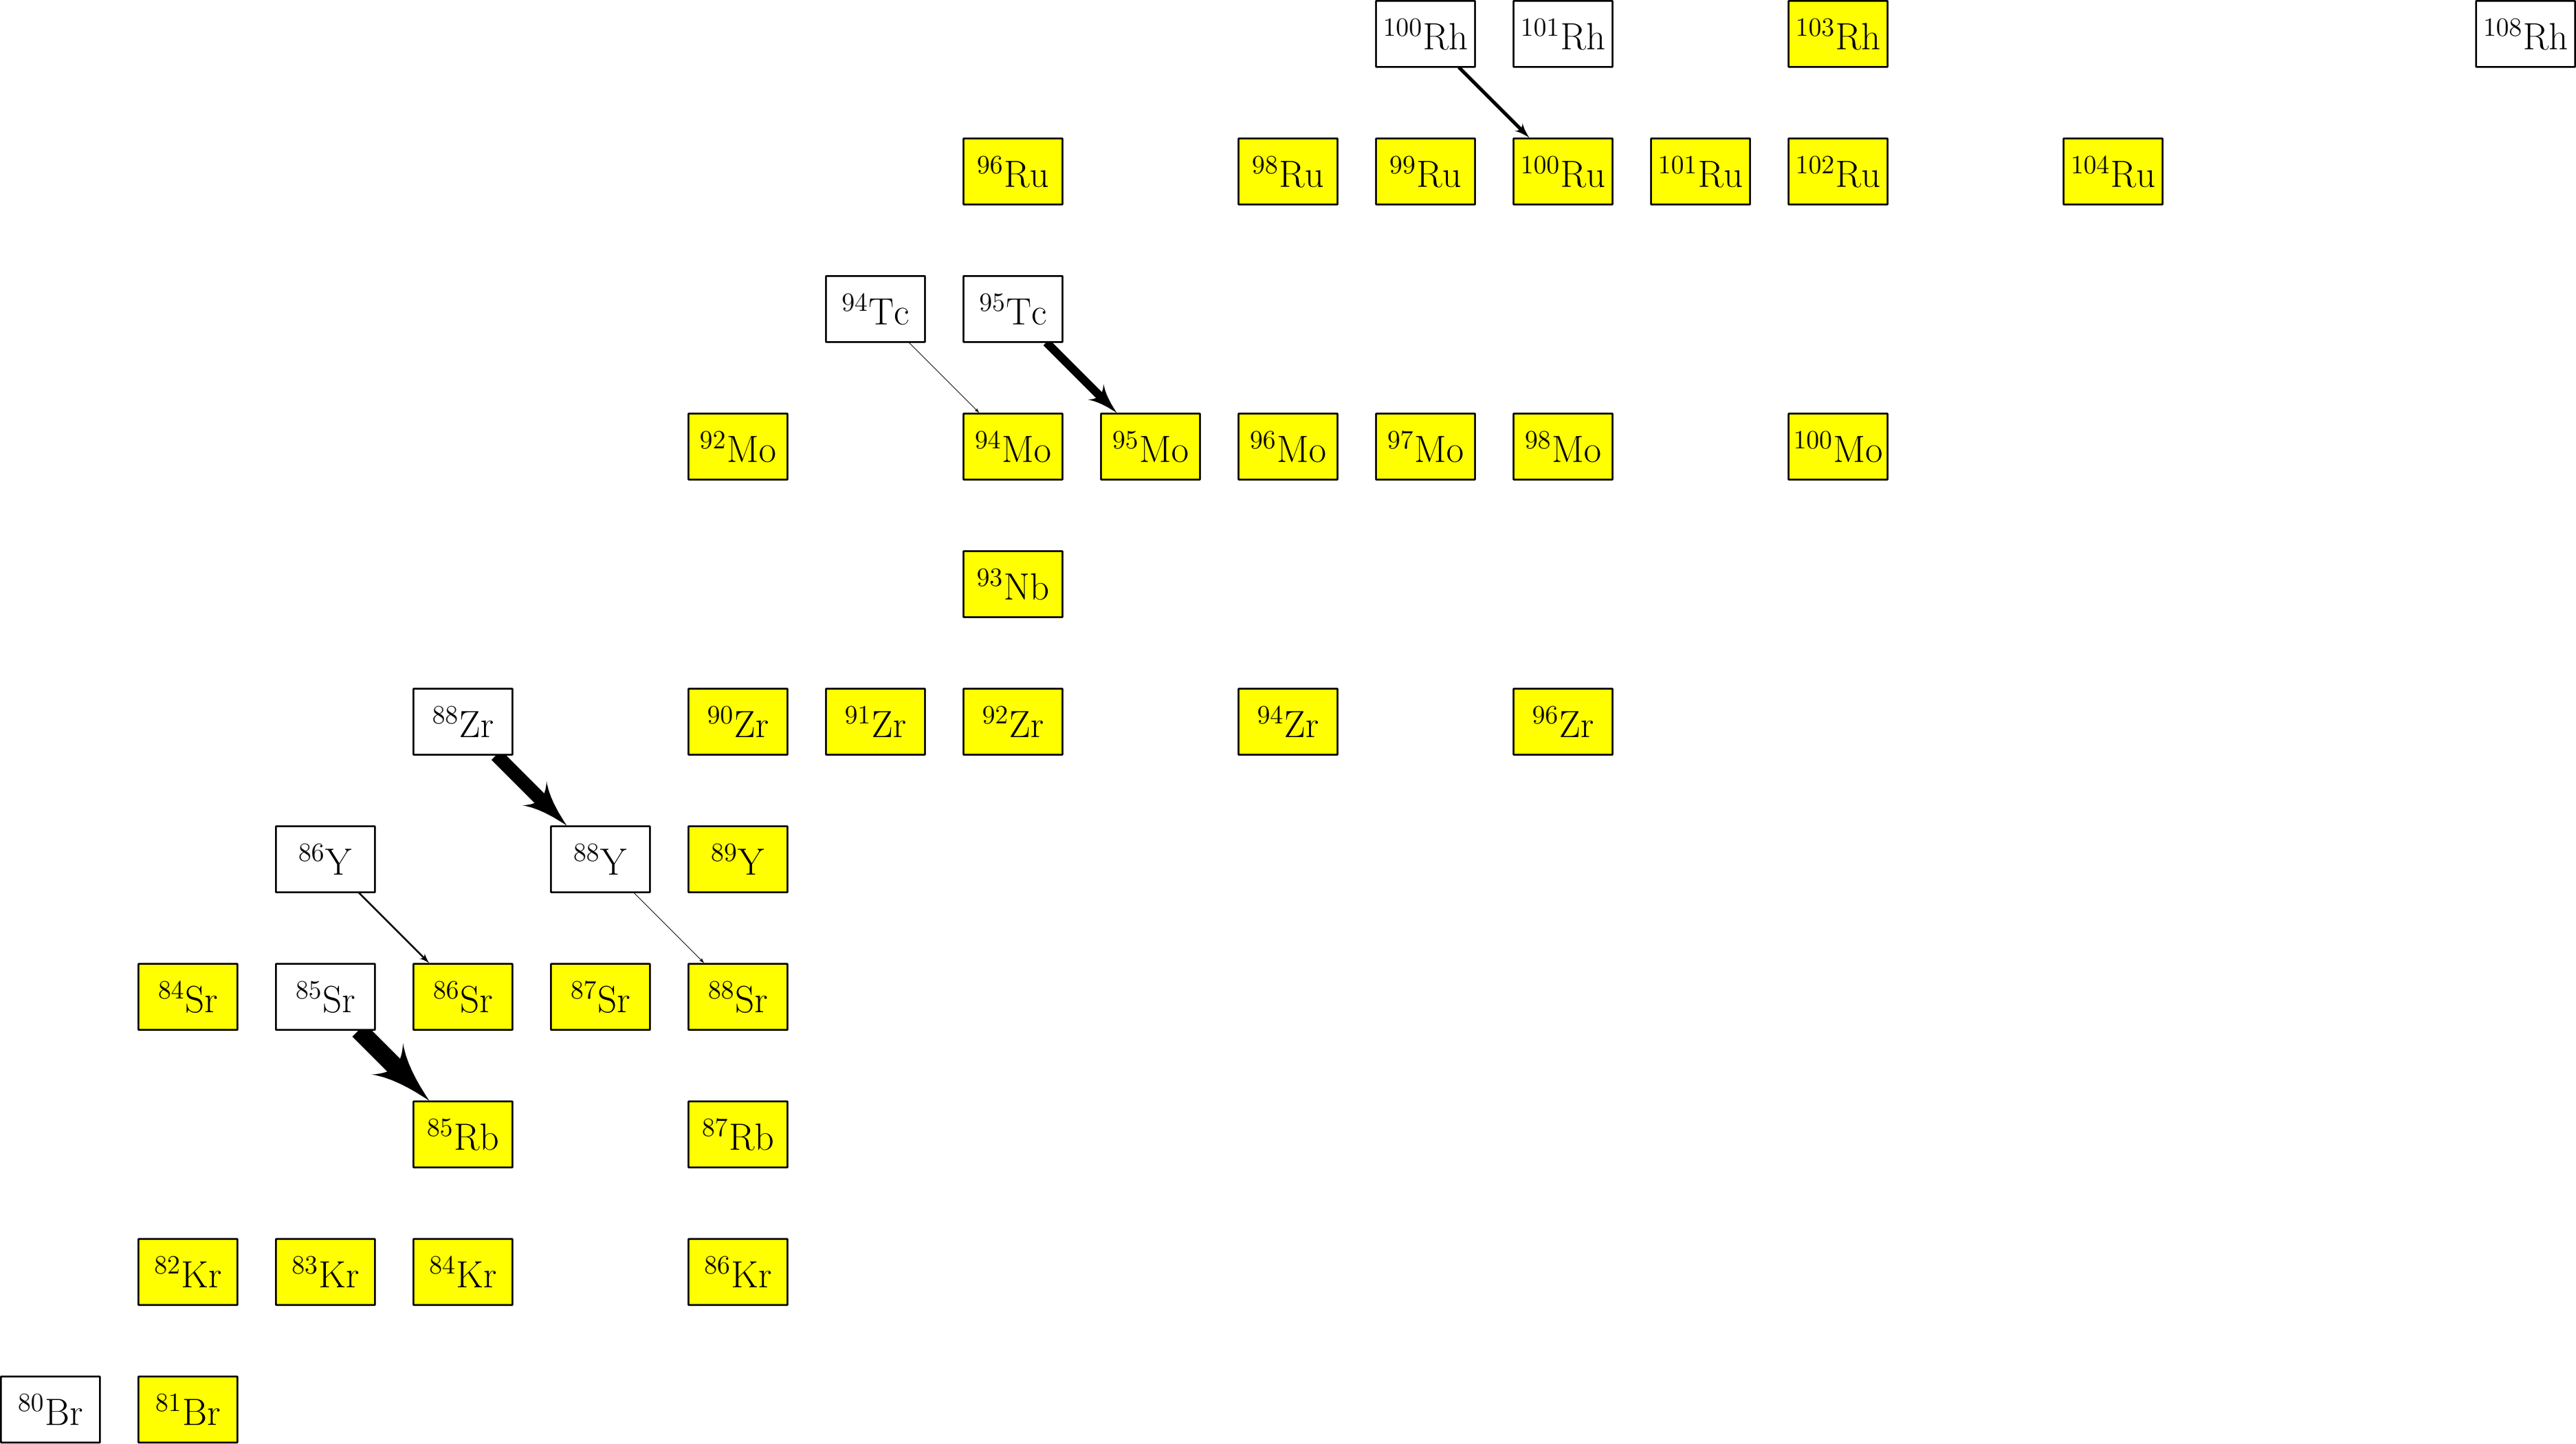 ¹⁰⁰Rh ¹⁰¹Rh ¹⁰³Rh ¹⁰⁸Rh
⁹⁶Ru ⁹⁸Ru ⁹⁹Ru ¹⁰⁰Ru ¹⁰¹Ru ¹⁰²Ru ¹⁰⁴Ru
⁹⁴Tc ⁹⁵Tc
⁹²Mo ⁹⁴Mo ⁹⁵Mo ⁹⁶Mo ⁹⁷Mo ⁹⁸Mo ¹⁰⁰Mo
⁹³Nb
⁸⁸Zr ⁹⁰Zr ⁹¹Zr ⁹²Zr ⁹⁴Zr ⁹⁶Zr
⁸⁶Y ⁸⁸Y ⁸⁹Y
⁸⁴Sr ⁸⁵Sr ⁸⁶Sr ⁸⁷Sr ⁸⁸Sr
⁸⁵Rb ⁸⁷Rb
⁸²Kr ⁸³Kr ⁸⁴Kr ⁸⁶Kr
⁸⁰Br ⁸¹Br